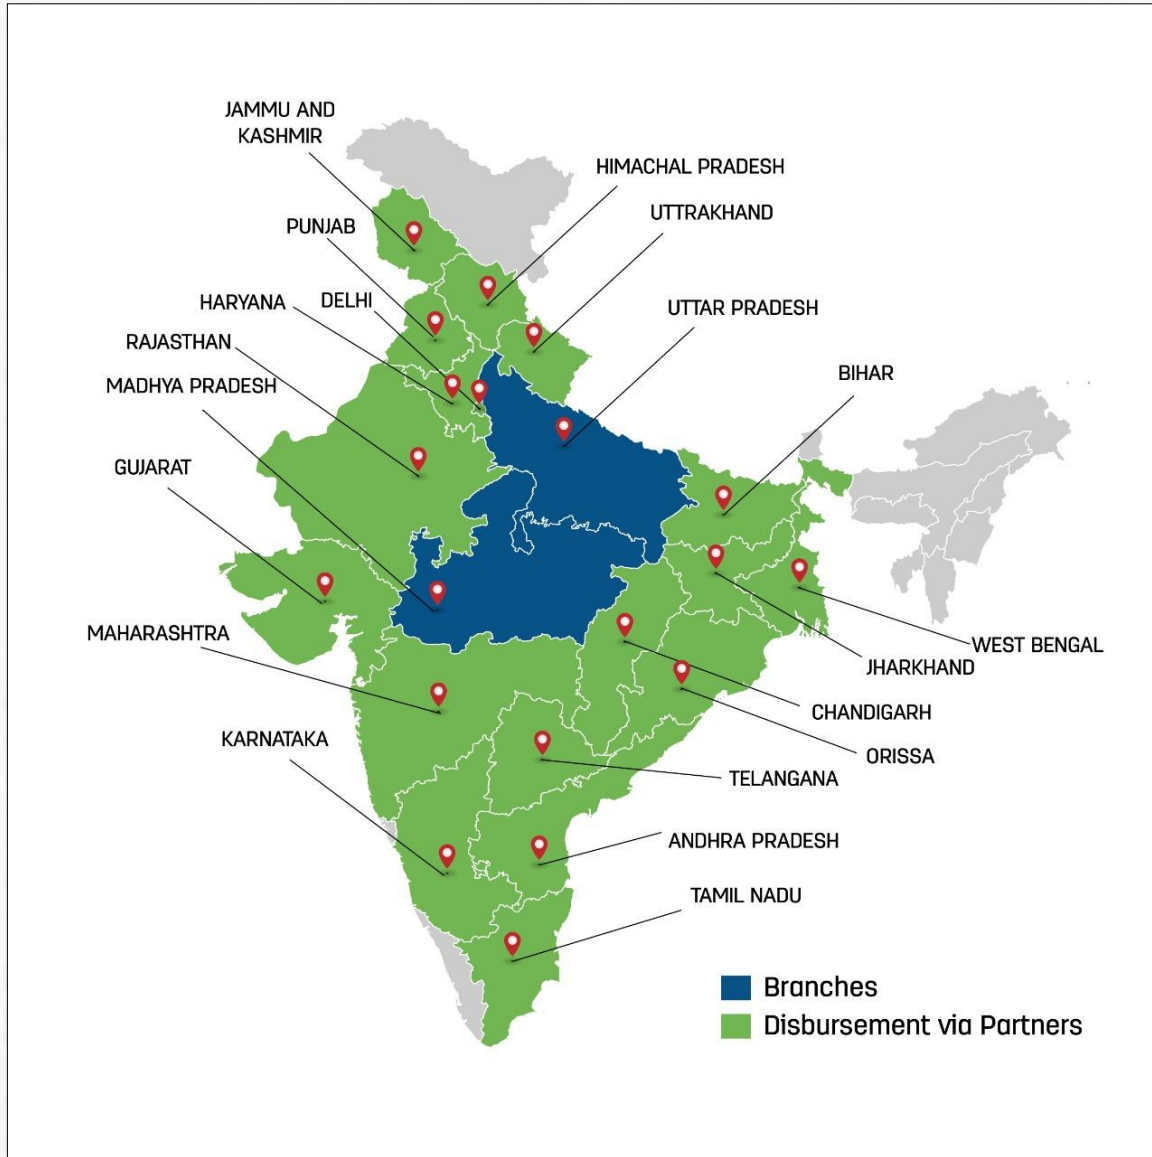 JAMMU AND
KASHMIR
HIMACHAL PRADESH
UTTRAKHAND
PUNJAB
HARYANA
DELHI
UTTAR PRADESH
RAJASTHAN
MADHYA PRADESH
BIHAR
GUJARAT
MAHARASHTRA
WEST BENGAL
JHARKHAND
CHANDIGARH
KARNATAKA
ORISSA
TELANGANA
ANDHRA PRADESH
TAMIL NADU
Branches
Disbursement via Partners